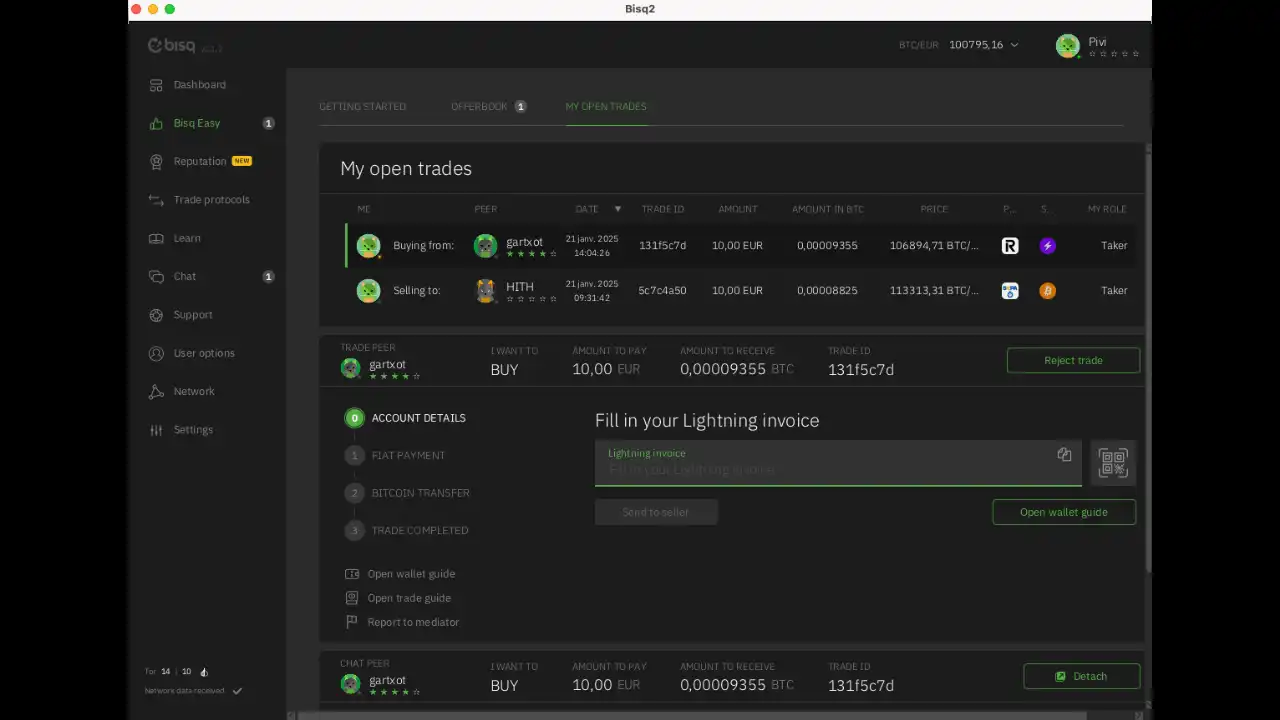 Bisq2
bisq
BTC/EUR 100795,16
Pivi
Dashboard
Bisq Easy 1
Reputation NEW
Trade protocols
Learn
Chat 1
Support
User options
Network
Settings
Tor 14 | 10
Network data received
GETTING STARTED OFFERBOOK 1 MY OPEN TRADES
My open trades
ME PEER DATE TRADE ID AMOUNT AMOUNT IN BTC PRICE P... S... MY ROLE
Buying from: gartxot 21 janv. 2025 14:04.26 131f5c7d 10,00 EUR 0,00009355 106894,71 BTC/... Taker
Selling to: HITH 21 janv. 2025 09:31:42 5c7c4a50 10,00 EUR 0,00008825 113313,31 BTC/... Taker
TRADE PEER I WANT TO AMOUNT TO PAY AMOUNT TO RECEIVE TRADE ID
gartxot BUY 10,00 EUR 0,00009355 BTC 131f5c7d
Reject trade
0 ACCOUNT DETAILS
1 FIAT PAYMENT
2 BITCOIN TRANSFER
3 TRADE COMPLETED
Open wallet guide
Open trade guide
Report to mediator
Fill in your Lightning invoice
Lightning invoice
Fill in your Lightning invoice
Send to seller
Open wallet guide
CHAT PEER I WANT TO AMOUNT TO PAY AMOUNT TO RECEIVE TRADE ID
gartxot BUY 10,00 EUR 0,00009355 BTC 131f5c7d
Detach